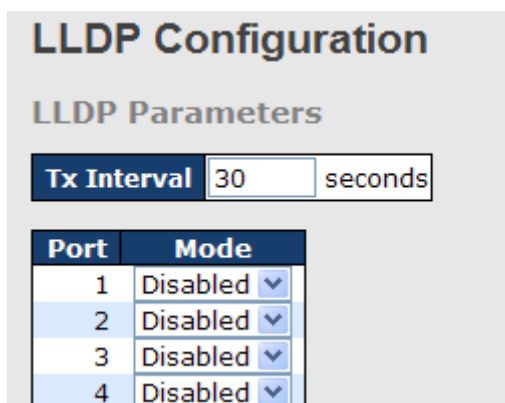 LLDP Configuration
LLDP Parameters
Tx Interval 30 seconds
Port Mode
1 Disabled
2 Disabled
3 Disabled
4 Disabled